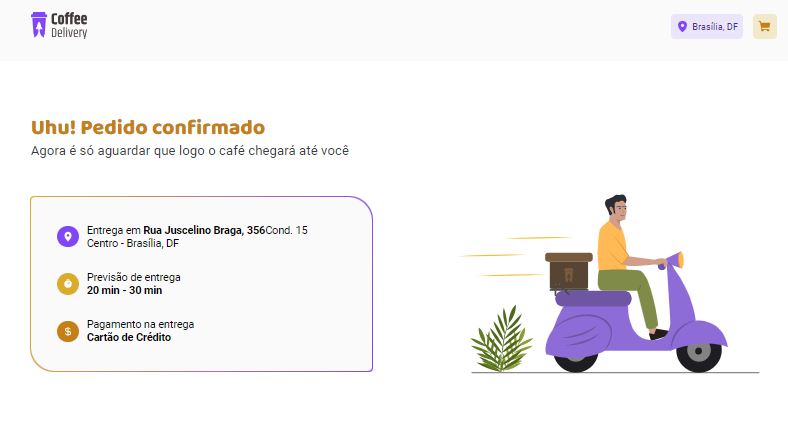 Coffee
Delivery
Brasília, DF
Uhu! Pedido confirmado
Agora é só aguardar que logo o café chegará até você
Entrega em Rua Juscelino Braga, 356Cond. 15
Centro - Brasília, DF
Previsão de entrega
20 min - 30 min
Pagamento na entrega
Cartão de Crédito